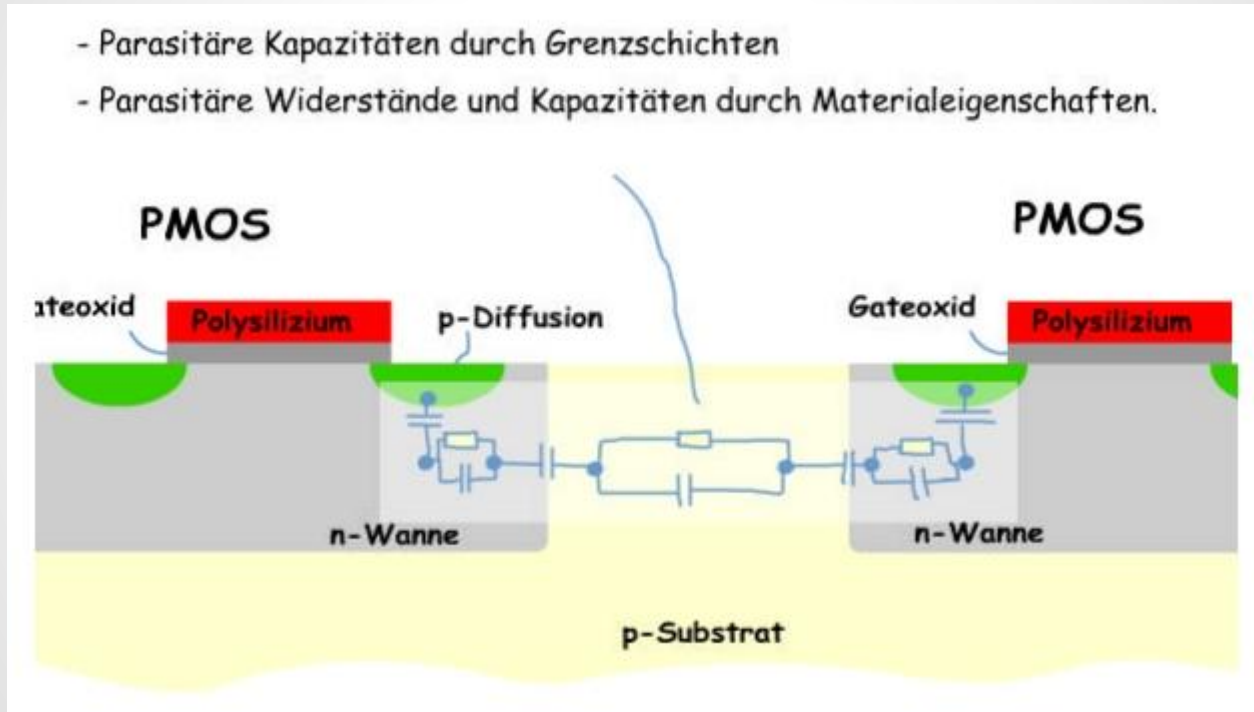 - Parasitäre Kapazitäten durch Grenzschichten
- Parasitäre Widerstände und Kapazitäten durch Materialeigenschaften.
PMOS
PMOS
ateoxid
Polysilizium
p-Diffusion
Gateoxid
Polysilizium
n-Wanne
n-Wanne
p-Substrat